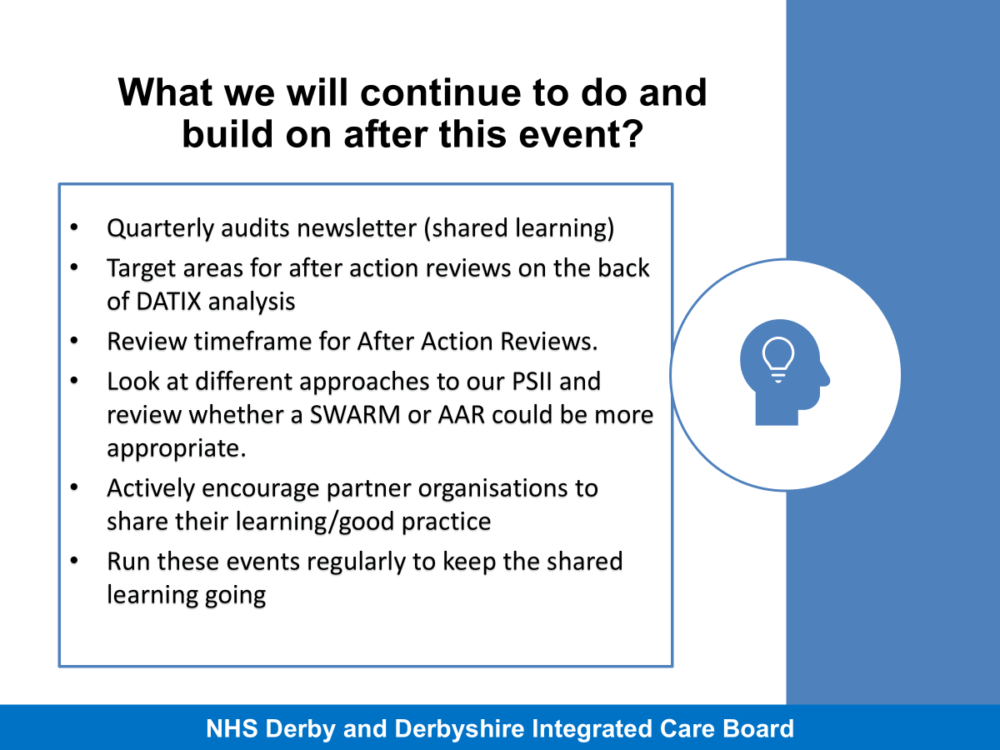 What we will continue to do and
build on after this event?
• Quarterly audits newsletter (shared learning)
• Target areas for after action reviews on the back
of DATIX analysis
• Review timeframe for After Action Reviews.
• Look at different approaches to our PSII and
review whether a SWARM or AAR could be more
appropriate.
• Actively encourage partner organisations to
share their learning/good practice
• Run these events regularly to keep the shared
learning going
NHS Derby and Derbyshire Integrated Care Board